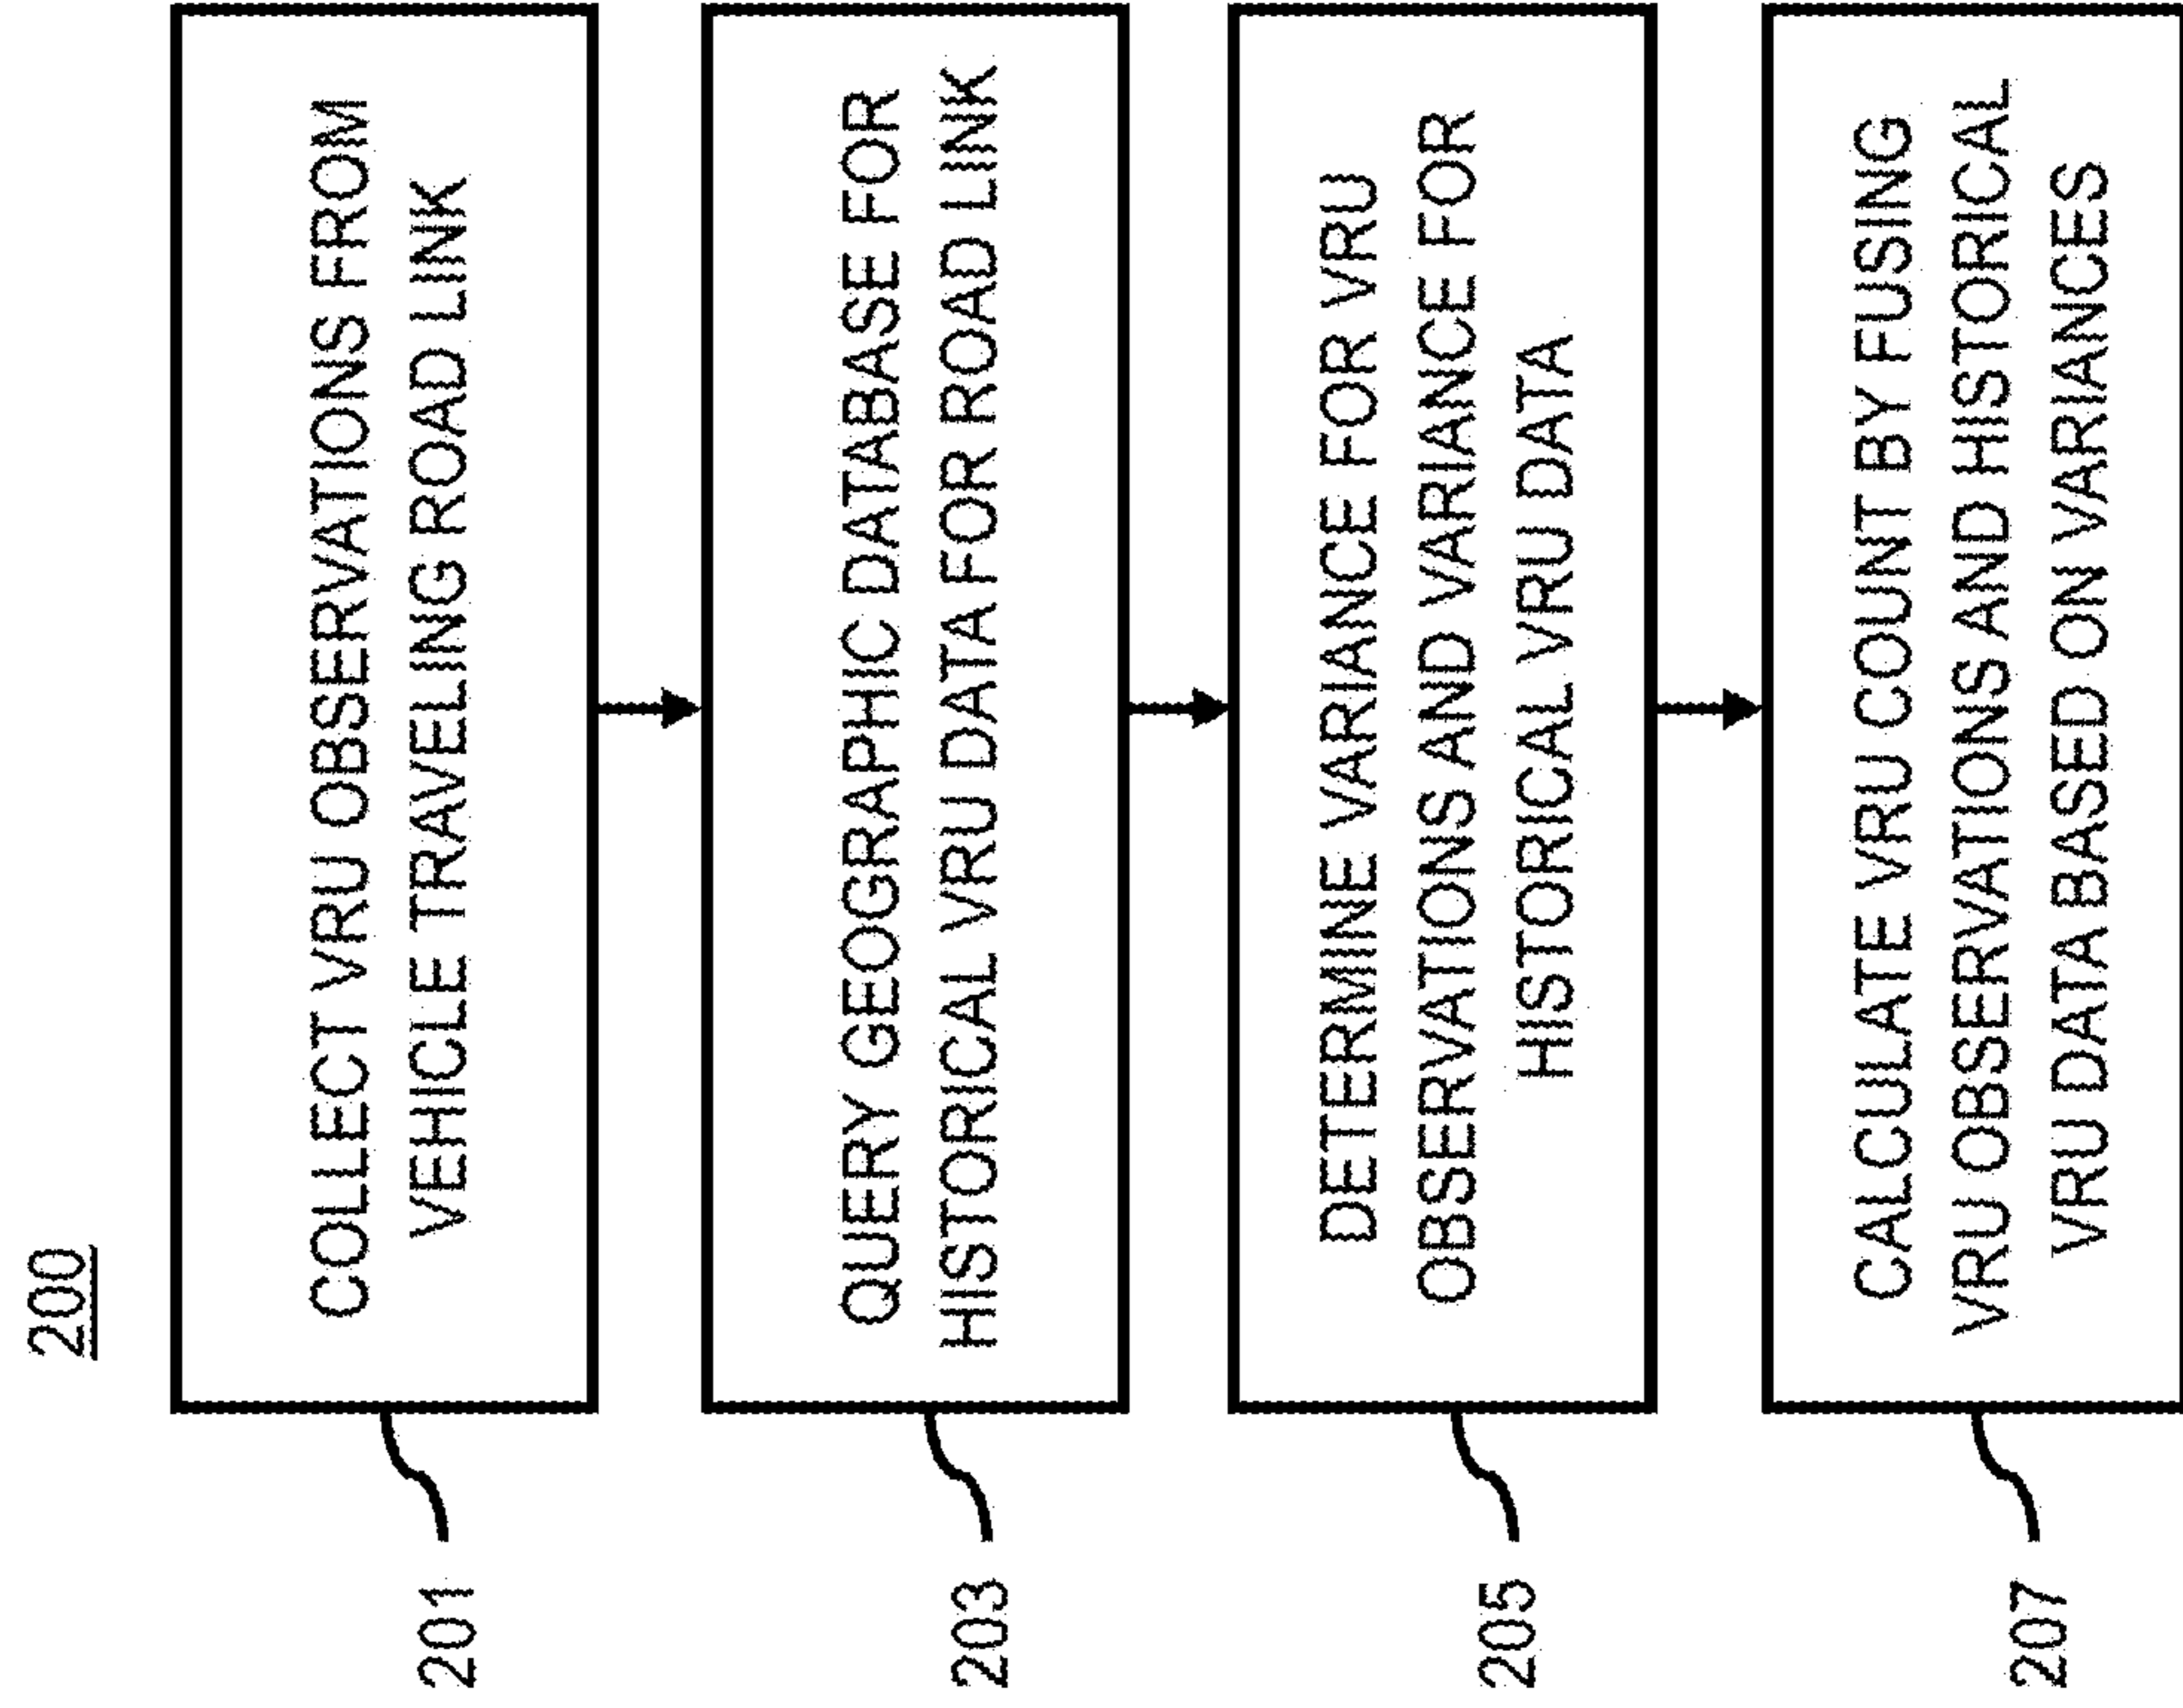 200
201
COLLECT VRU OBSERVATIONS FROM
VEHICLE TRAVELING ROAD LINK
203
QUERY GEOGRAPHIC DATABASE FOR
HISTORICAL VRU DATA FOR ROAD LINK
205
DETERMINE VARIANCE FOR VRU
OBSERVATIONS AND VARIANCE FOR
HISTORICAL VRU DATA
207
CALCULATE VRU COUNT BY FUSING
VRU OBSERVATIONS AND HISTORICAL
VRU DATA BASED ON VARIANCES